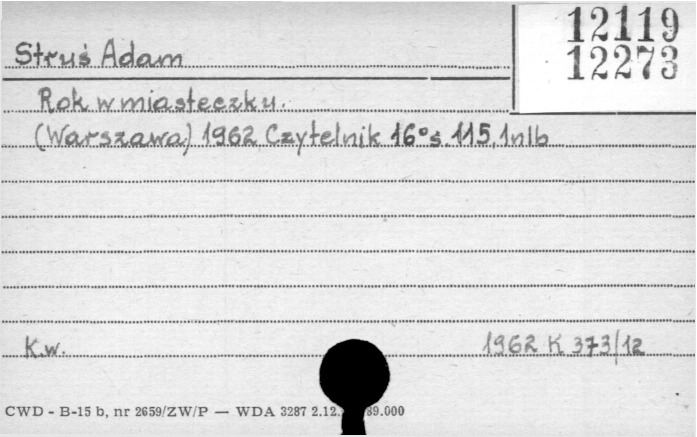 12119
12273
Struś Adam
Rok w miasteczku.
(Warszawa) 1962 Czytelnik 16° s. 115, 1nlb
K.w.
1962 K 373/12
CWD - B-15 b, nr 2659/ZW/P — WDA 3287 2.12. 89.000